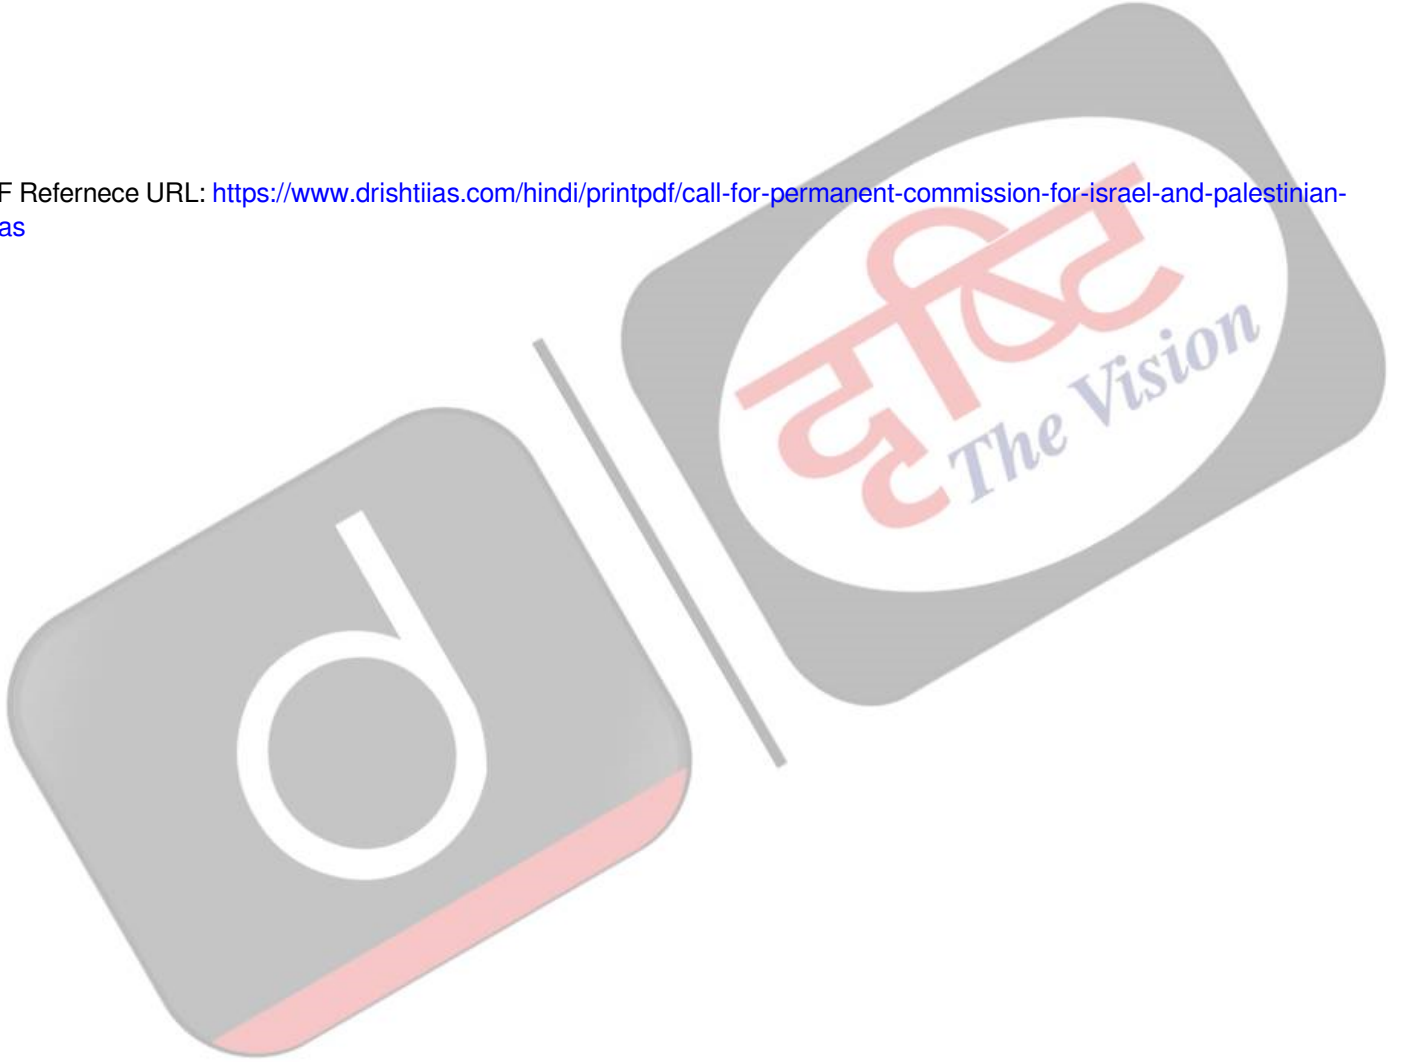 F Refernece URL: https://www.drishtiias.com/hindi/printpdf/call-for-permanent-commission-for-israel-and-palestinian-
as
दृष्टि
The Vision
d